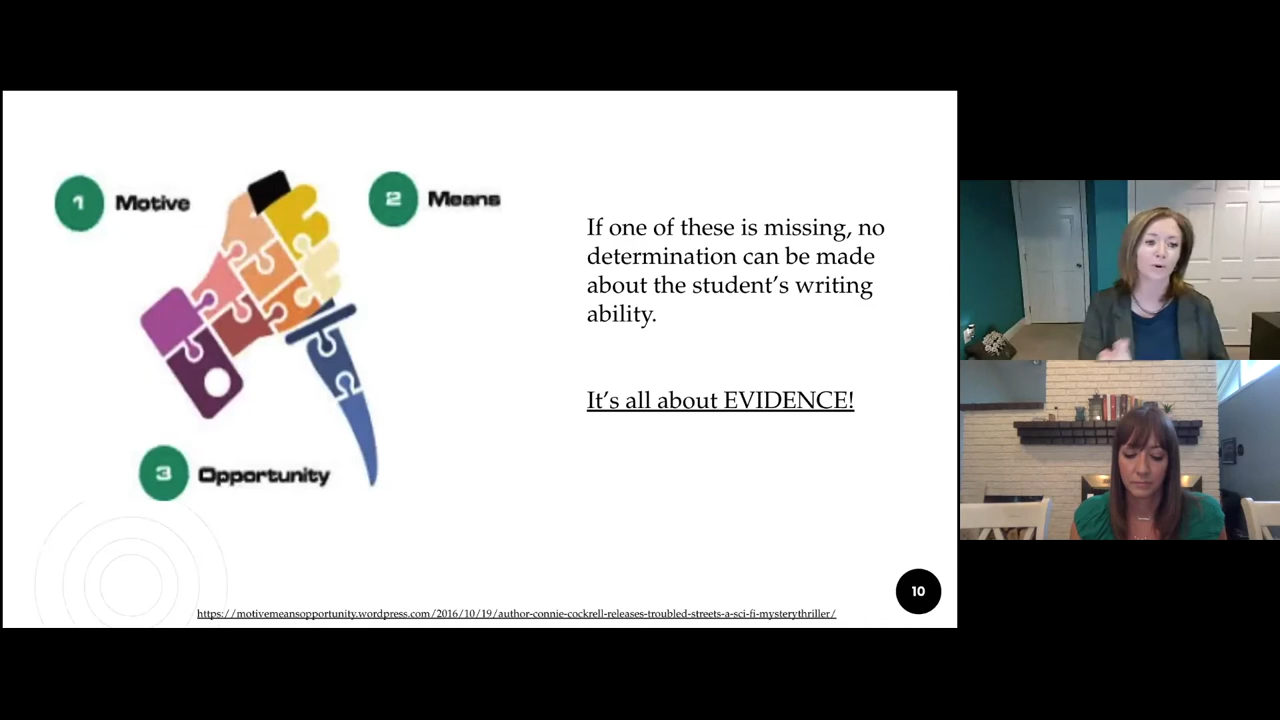 1 Motive
2 Means
If one of these is missing, no
determination can be made
about the student's writing
ability.
It's all about EVIDENCE!
3 Opportunity
10
https://motivemeansopportunity.wordpress.com/2016/10/19/author-connie-cockrell-releases-troubled-streets-a-sci-fi-mysterythriller/